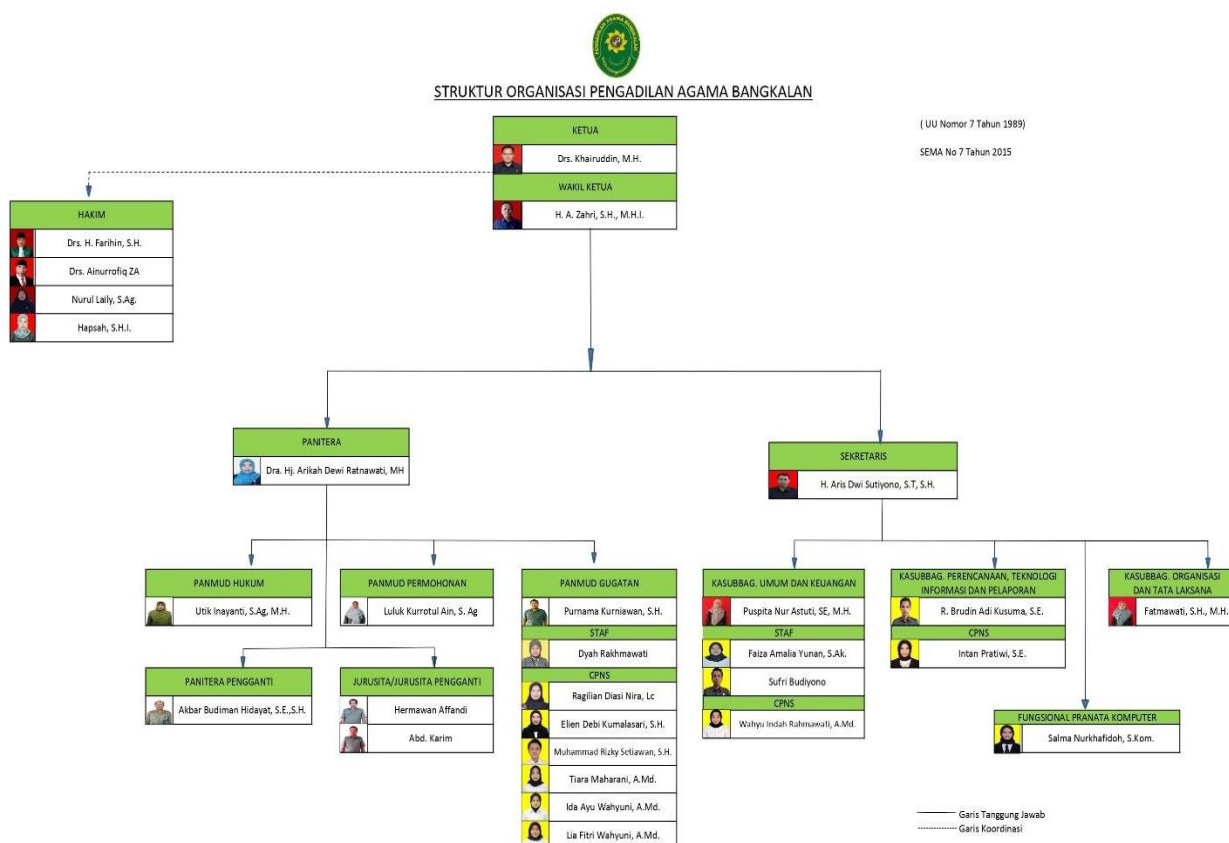 PENGADILAN AGAMA BANGKALAN
STRUKTUR ORGANISASI PENGADILAN AGAMA BANGKALAN
( UU Nomor 7 Tahun 1989)
SEMA No 7 Tahun 2015
KETUA
Drs. Khairuddin, M.H.
WAKIL KETUA
H. A. Zahri, S.H., M.H.I.
HAKIM
Drs. H. Farihin, S.H.
Drs. Ainurrofiq ZA
Nurul Laily, S.Ag.
Hapsah, S.H.I.
PANITERA
Dra. Hj. Arikah Dewi Ratnawati, MH
SEKRETARIS
H. Aris Dwi Sutiyono, S.T, S.H.
PANMUD HUKUM
Utik Inayanti, S.Ag, M.H.
PANMUD PERMOHONAN
Luluk Kurrotul Ain, S. Ag
PANMUD GUGATAN
Purnama Kurniawan, S.H.
STAF
Dyah Rakhmawati
CPNS
Ragilian Diasi Nira, Lc
Elien Debi Kumalasari, S.H.
Muhammad Rizky Setiawan, S.H.
Tiara Maharani, A.Md.
Ida Ayu Wahyuni, A.Md.
Lia Fitri Wahyuni, A.Md.
PANITERA PENGGANTI
Akbar Budiman Hidayat, S.E.,S.H.
JURUSITA/JURUSITA PENGGANTI
Hermawan Affandi
Abd. Karim
KASUBBAG. UMUM DAN KEUANGAN
Puspita Nur Astuti, SE, M.H.
STAF
Faiza Amalia Yunan, S.Ak.
Sufri Budiyono
CPNS
Wahyu Indah Rahmawati, A.Md.
KASUBBAG. PERENCANAAN, TEKNOLOGI
INFORMASI DAN PELAPORAN
R. Brudin Adi Kusuma, S.E.
CPNS
Intan Pratiwi, S.E.
KASUBBAG. ORGANISASI
DAN TATA LAKSANA
Fatmawati, S.H., M.H.
FUNGSIONAL PRANATA KOMPUTER
Salma Nurkhafidoh, S.Kom.
Garis Tanggung Jawab
Garis Koordinasi